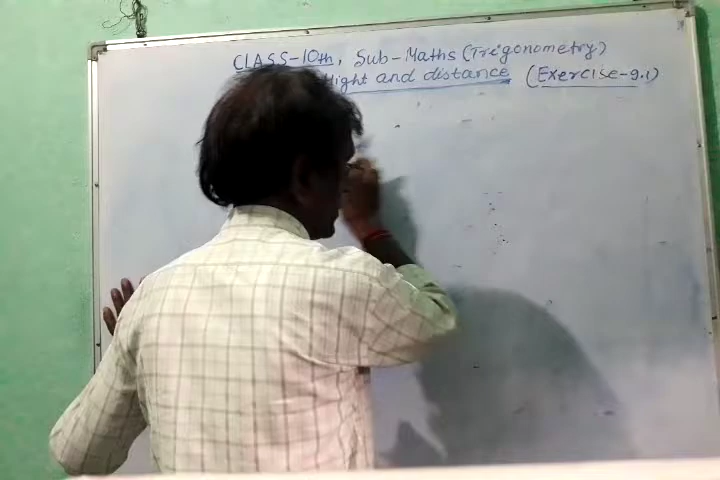 CLASS-10th, Sub-Maths (Trigonometry)
Hight and distance (Exercise-9.1)